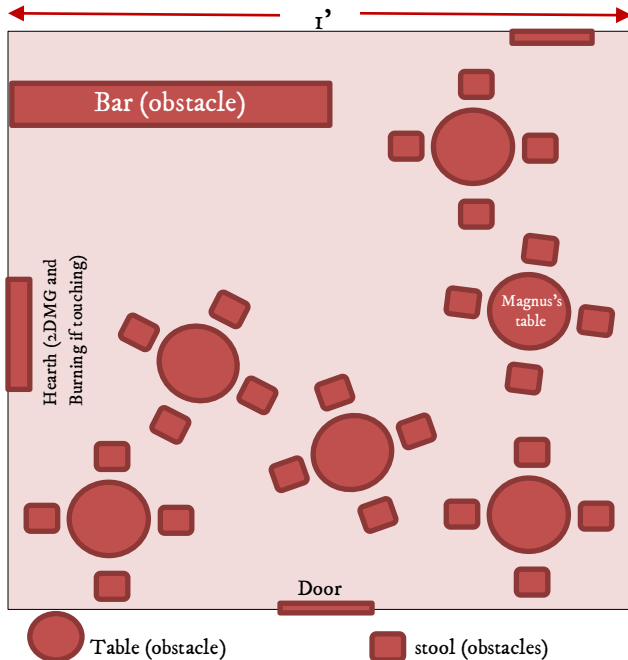 1’
Bar (obstacle)
Hearth (2DMG and
Burning if touching)
Magnus’s
table
Door
Table (obstacle)
stool (obstacles)